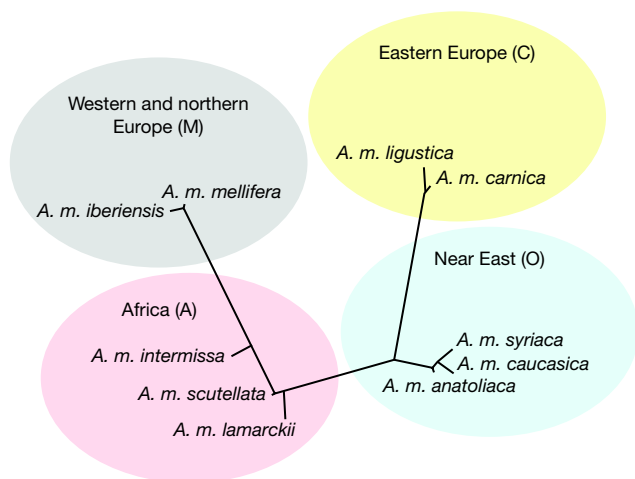 Eastern Europe (C)
Western and northern
Europe (M)
A. m. ligustica
A. m. carnica
A. m. mellifera
A. m. iberiensis
Near East (O)
Africa (A)
A. m. syriaca
A. m. intermissa
A. m. caucasica
A. m. anatoliaca
A. m. scutellata
A. m. lamarckii